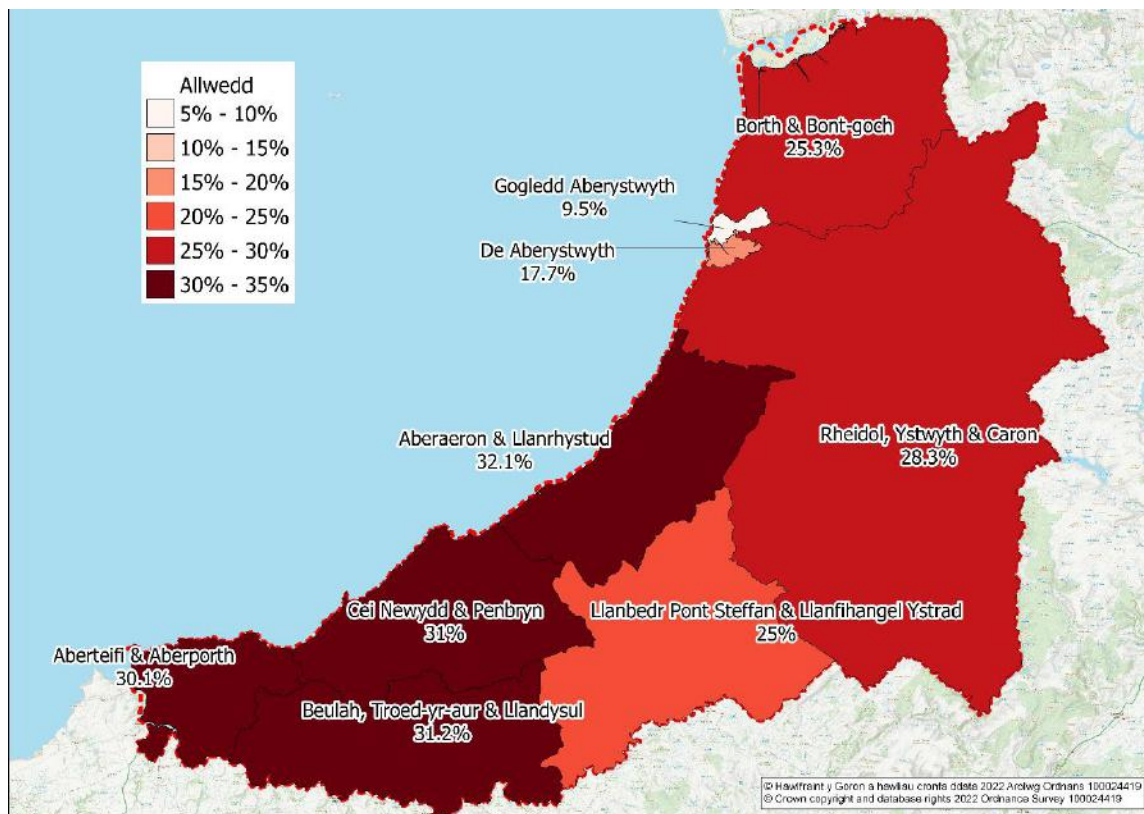 Allwedd
5% - 10%
10% - 15%
15% - 20%
20% - 25%
25% - 30%
30% - 35%
Borth & Bont-goch
25.3%
Gogledd Aberystwyth
9.5%
De Aberystwyth
17.7%
Aberaeron & Llanrhystud
32.1%
Rheidol, Ystwyth & Caron
28.3%
Cei Newydd & Penbryn
31%
Llanbedr Pont Steffan & Llanfihangel Ystrad
25%
Aberteifi & Aberporth
30.1%
Beulah, Troed-yr-aur & Llandysul
31.2%
© Hawlfraint y Goron a hawliau cronfa ddata 2022 Arolwg Ordnans 100024419
© Crown copyright and database rights 2022 Ordnance Survey 100024419